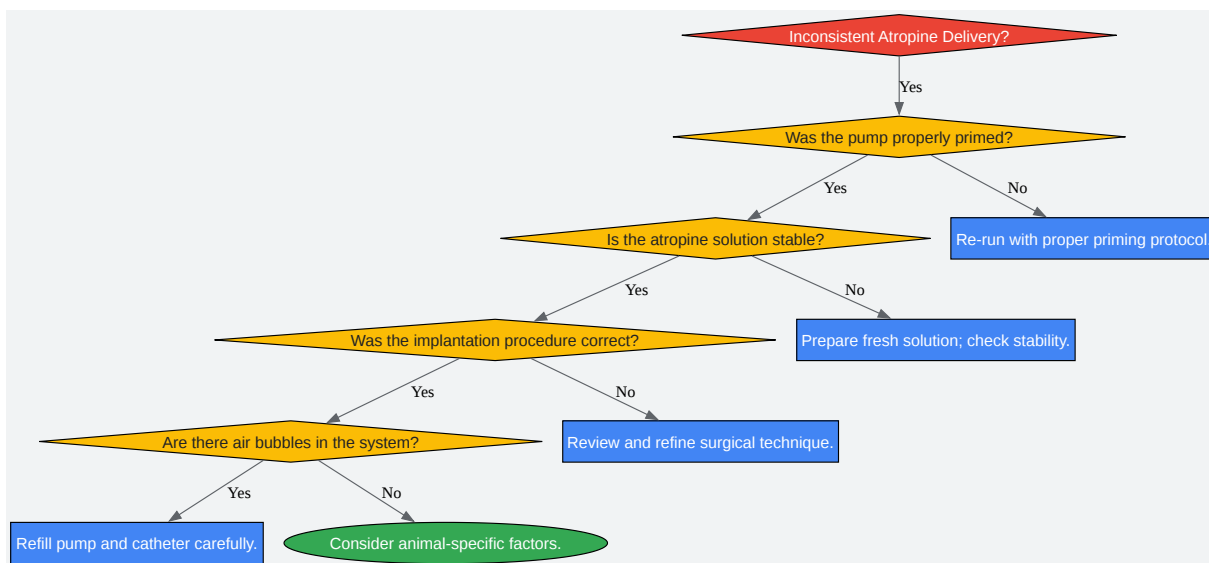 Inconsistent Atropine Delivery?
Yes
Was the pump properly primed?
Yes
No
Is the atropine solution stable?
Re-run with proper priming protocol.
Yes
No
Was the implantation procedure correct?
Prepare fresh solution; check stability.
Yes
No
Are there air bubbles in the system?
Review and refine surgical technique.
Yes
No
Refill pump and catheter carefully.
Consider animal-specific factors.